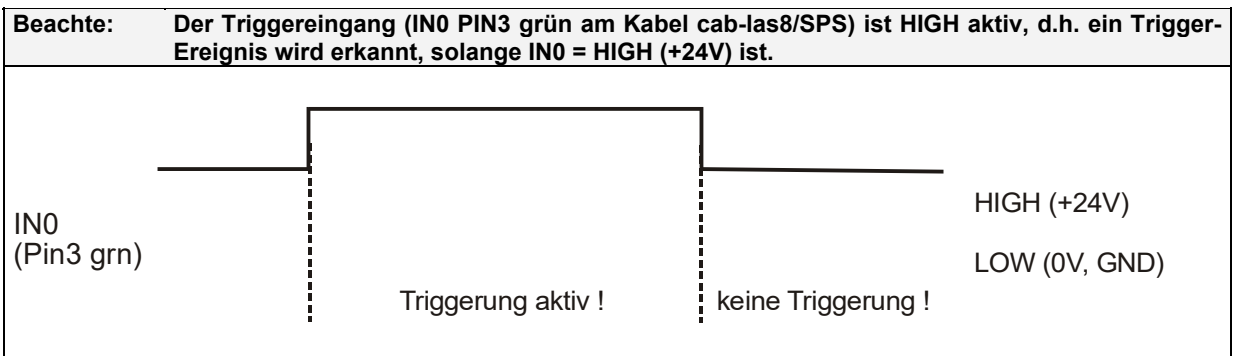 Beachte: Der Triggereingang (IN0 PIN3 grün am Kabel cab-las8/SPS) ist HIGH aktiv, d.h. ein Trigger-
Ereignis wird erkannt, solange IN0 = HIGH (+24V) ist.
HIGH (+24V)
IN0
(Pin3 grn)
LOW (0V, GND)
Triggerung aktiv !
keine Triggerung !